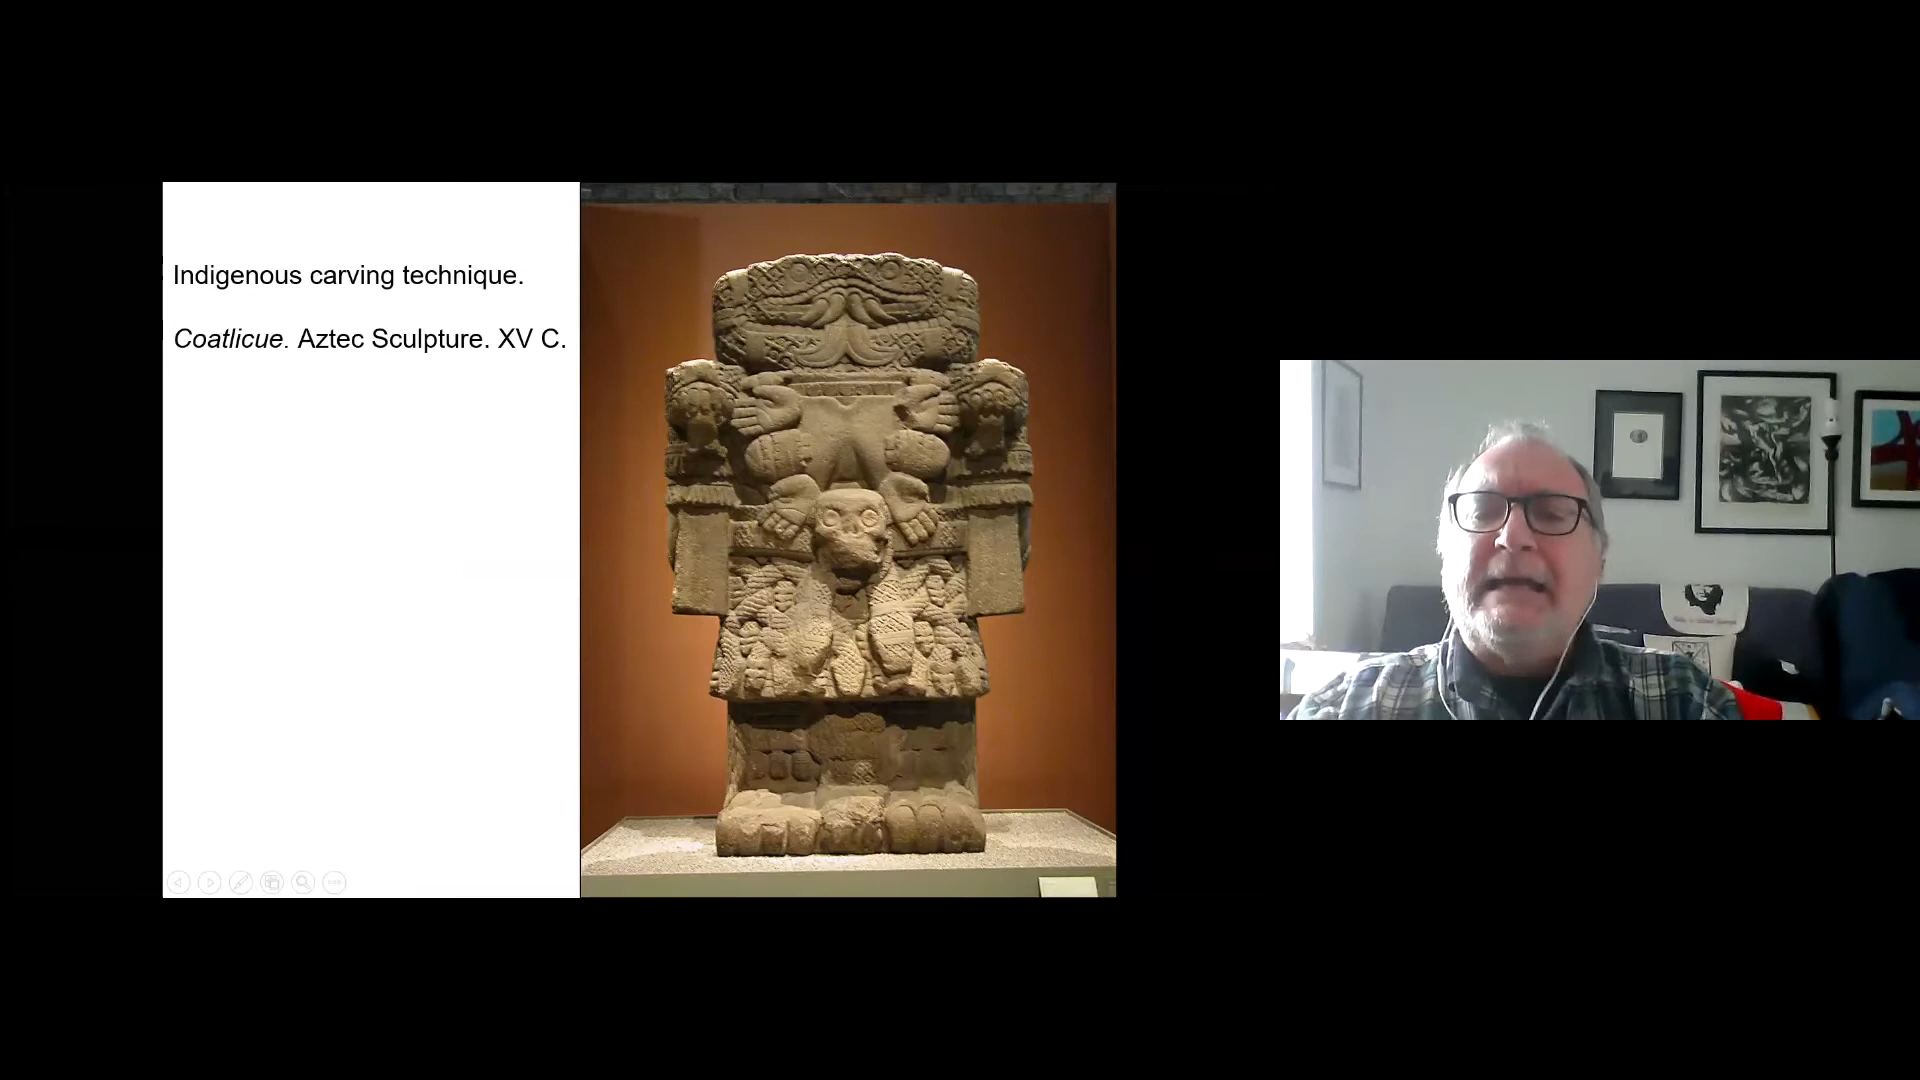 Indigenous carving technique.
Coatlicue. Aztec Sculpture. XV C.